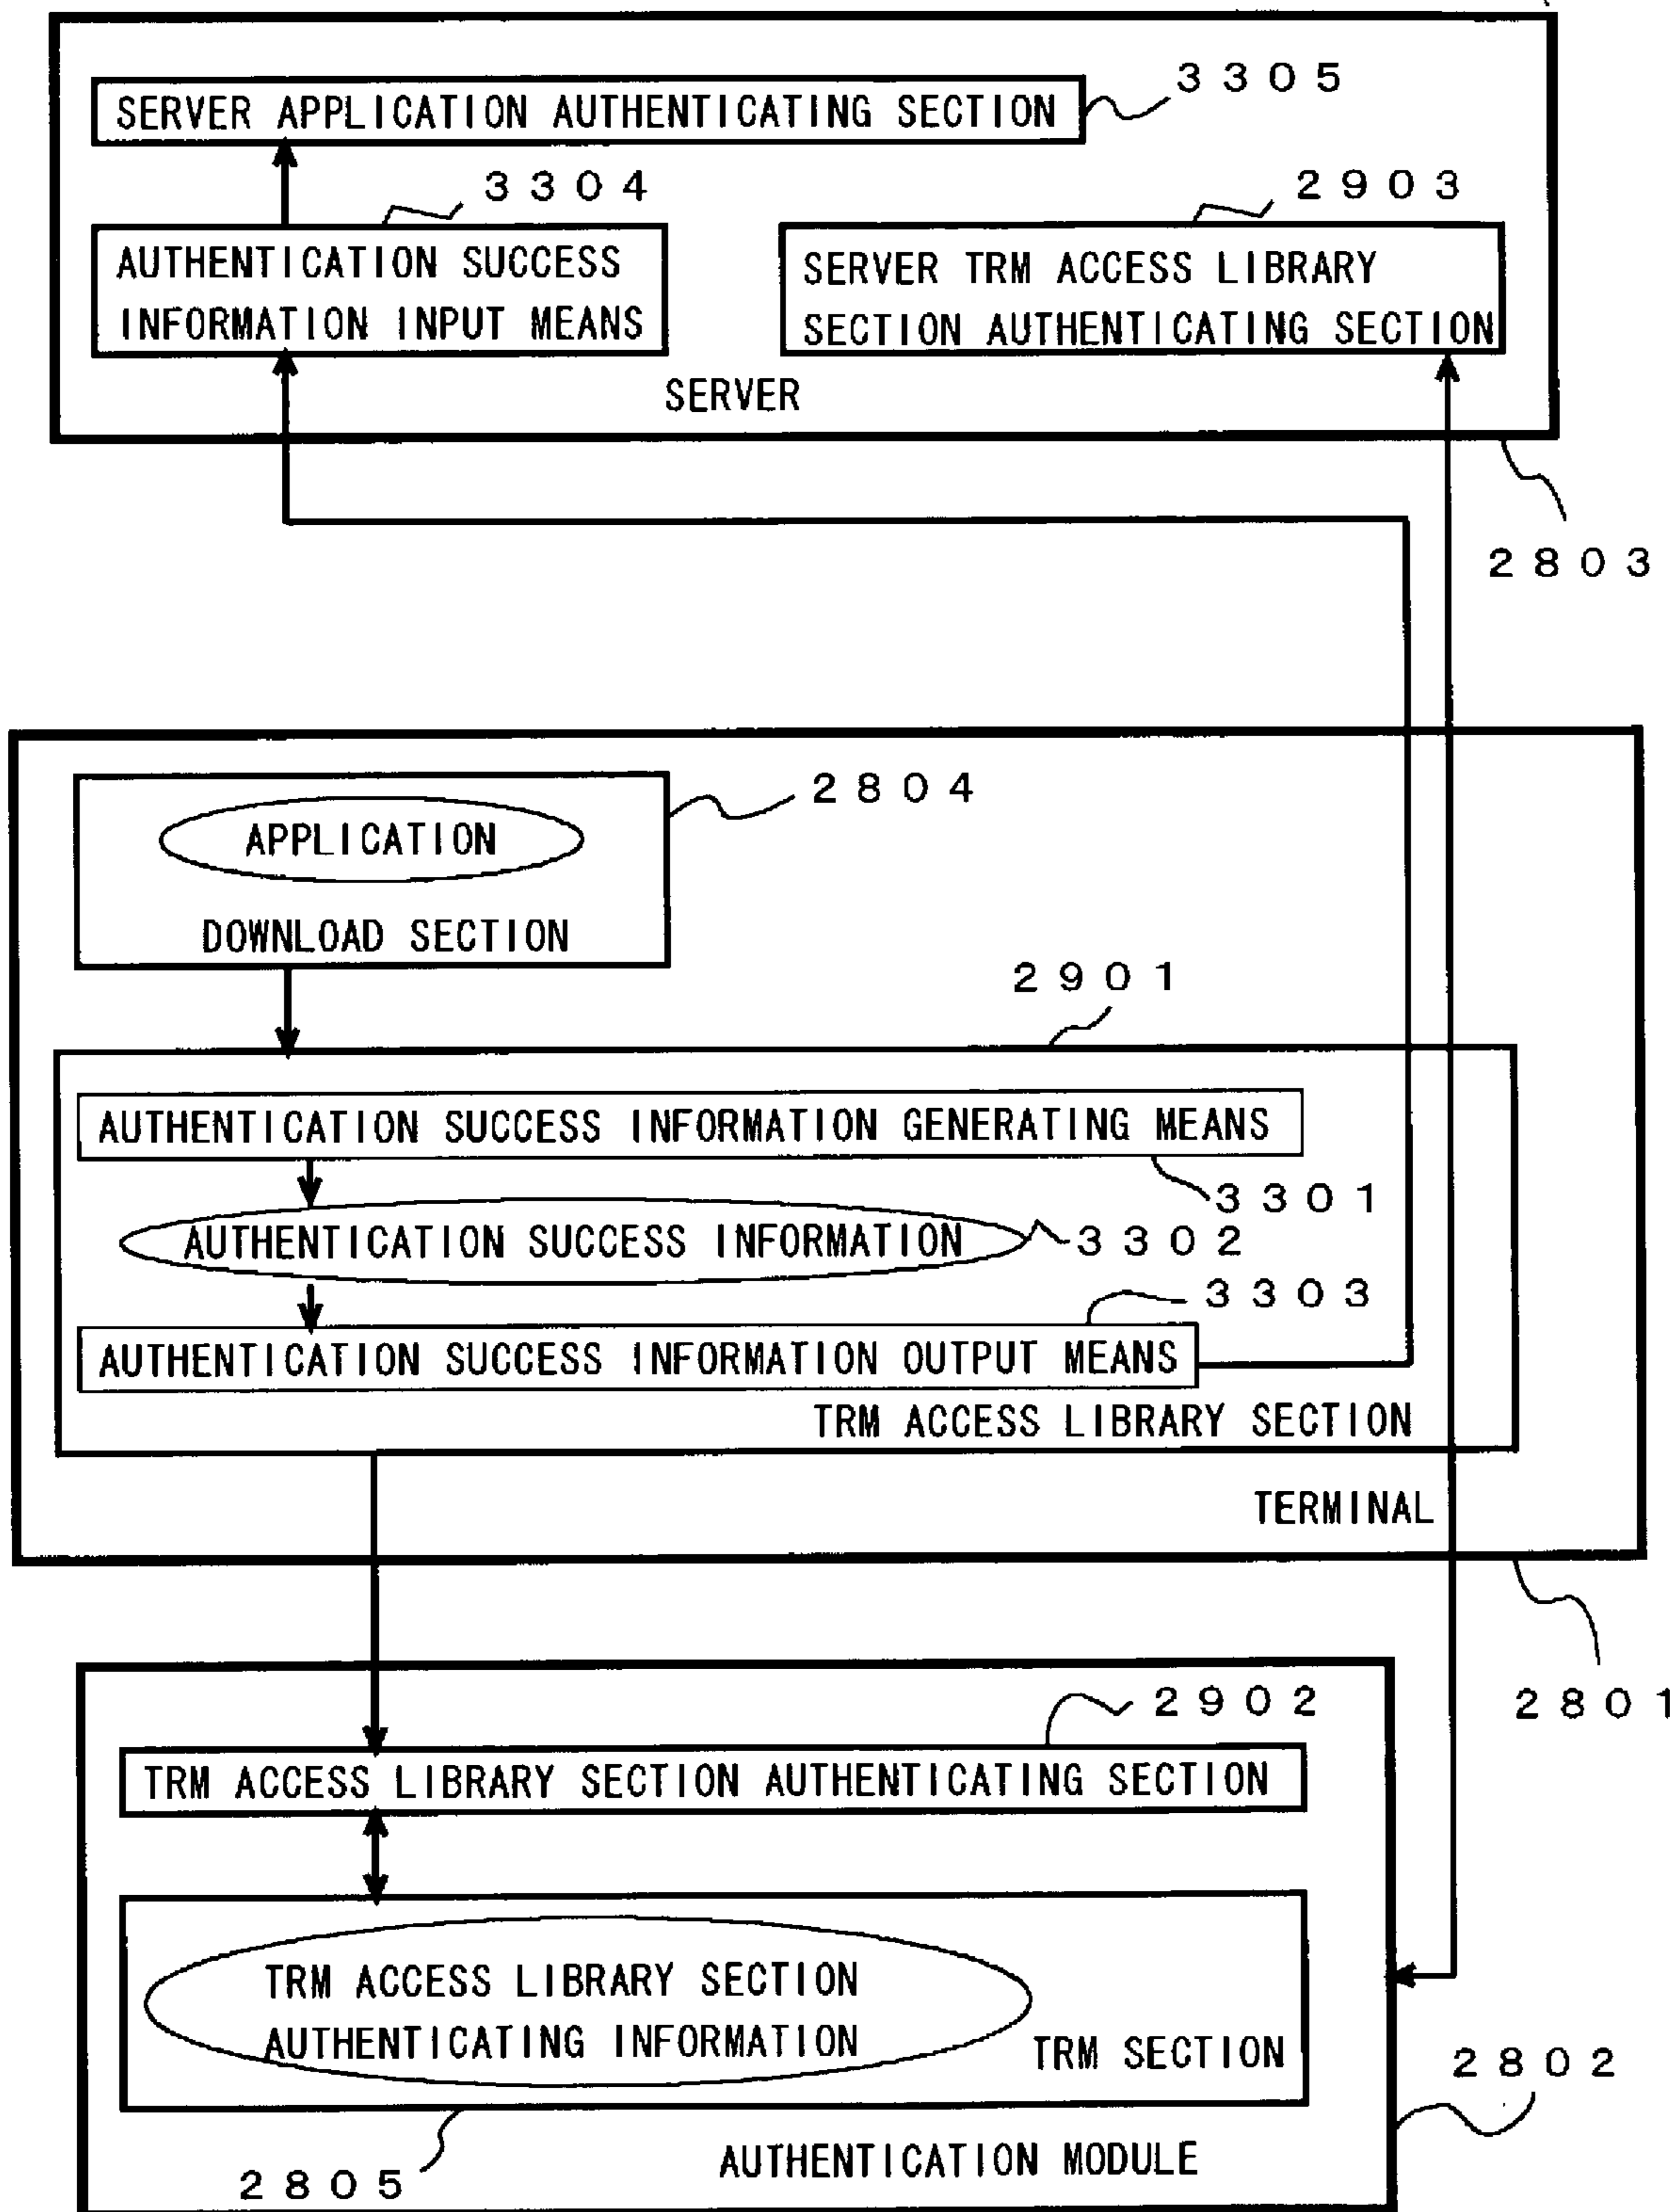 3305
SERVER APPLICATION AUTHENTICATING SECTION
3304
2903
AUTHENTICATION SUCCESS
INFORMATION INPUT MEANS
SERVER TRM ACCESS LIBRARY
SECTION AUTHENTICATING SECTION
SERVER
2803
2804
APPLICATION
DOWNLOAD SECTION
2901
AUTHENTICATION SUCCESS INFORMATION GENERATING MEANS
3301
AUTHENTICATION SUCCESS INFORMATION
3302
3303
AUTHENTICATION SUCCESS INFORMATION OUTPUT MEANS
TRM ACCESS LIBRARY SECTION
TERMINAL
2801
2902
TRM ACCESS LIBRARY SECTION AUTHENTICATING SECTION
TRM ACCESS LIBRARY SECTION
AUTHENTICATING INFORMATION
TRM SECTION
2802
2805
AUTHENTICATION MODULE